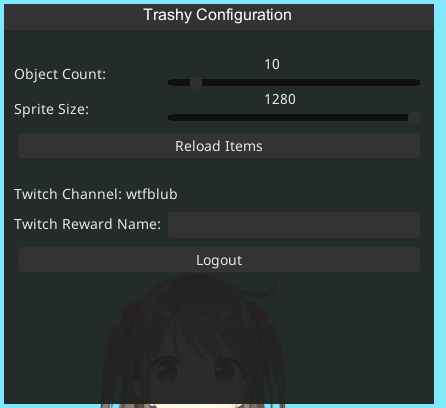 Trashy Configuration
Object Count:
10
Sprite Size:
1280
Reload Items
Twitch Channel: wtfblub
Twitch Reward Name:
Logout